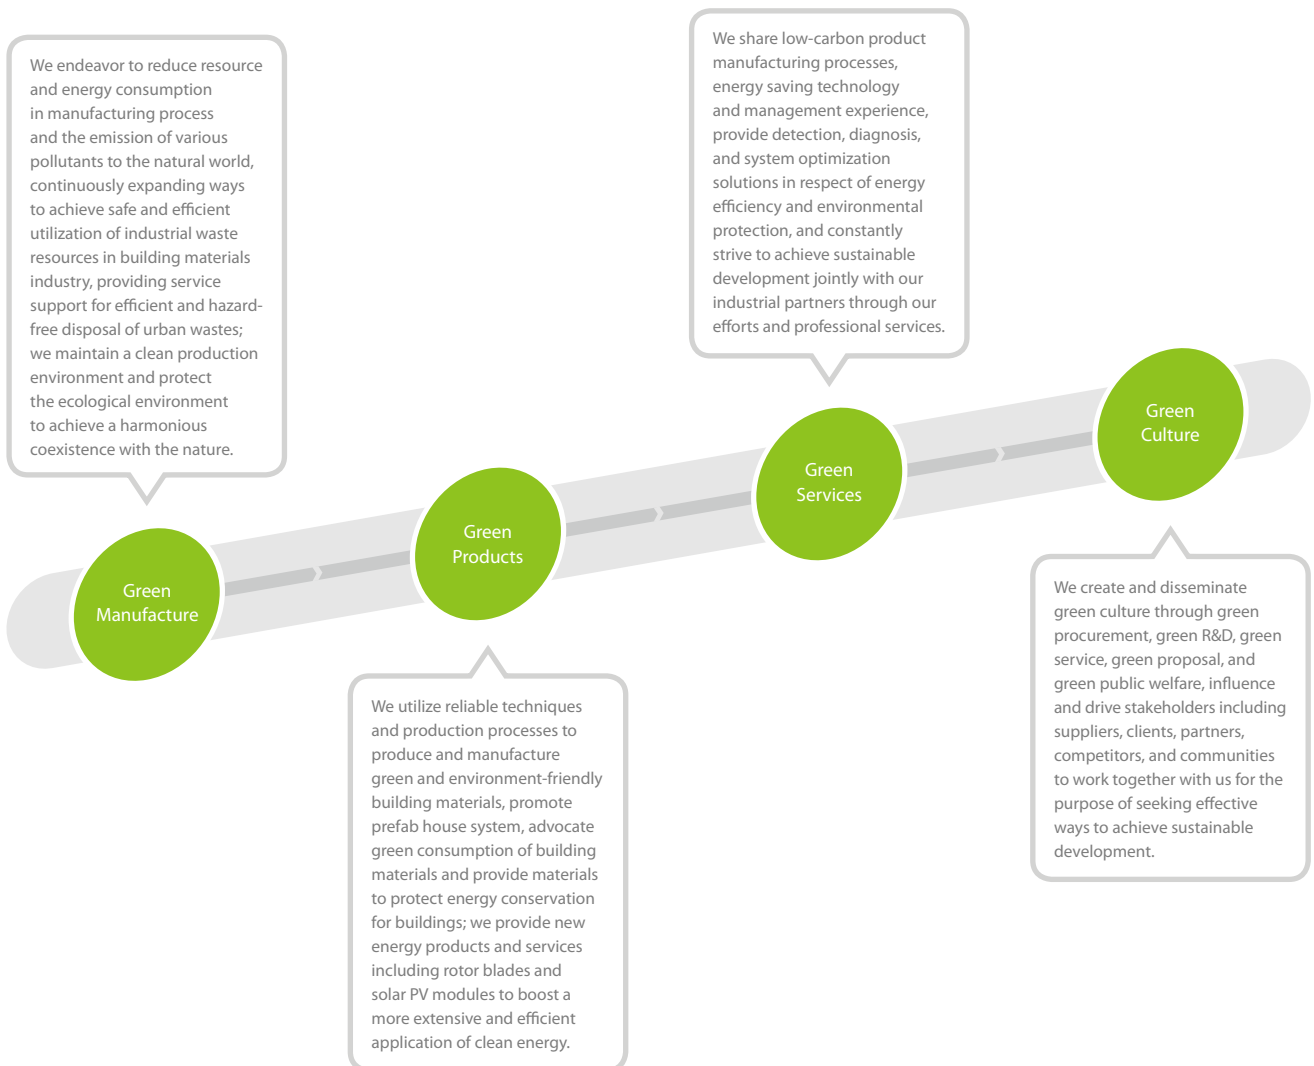 We endeavor to reduce resource
and energy consumption
in manufacturing process
and the emission of various
pollutants to the natural world,
continuously expanding ways
to achieve safe and efficient
utilization of industrial waste
resources in building materials
industry, providing service
support for efficient and hazard-
free disposal of urban wastes;
we maintain a clean production
environment and protect
the ecological environment
to achieve a harmonious
coexistence with the nature.
Green
Manufacture
Green
Products
We utilize reliable techniques
and production processes to
produce and manufacture
green and environment-friendly
building materials, promote
prefab house system, advocate
green consumption of building
materials and provide materials
to protect energy conservation
for buildings; we provide new
energy products and services
including rotor blades and
solar PV modules to boost a
more extensive and efficient
application of clean energy.
We share low-carbon product
manufacturing processes,
energy saving technology
and management experience,
provide detection, diagnosis,
and system optimization
solutions in respect of energy
efficiency and environmental
protection, and constantly
strive to achieve sustainable
development jointly with our
industrial partners through our
efforts and professional services.
Green
Services
Green
Culture
We create and disseminate
green culture through green
procurement, green R&D, green
service, green proposal, and
green public welfare, influence
and drive stakeholders including
suppliers, clients, partners,
competitors, and communities
to work together with us for the
purpose of seeking effective
ways to achieve sustainable
development.